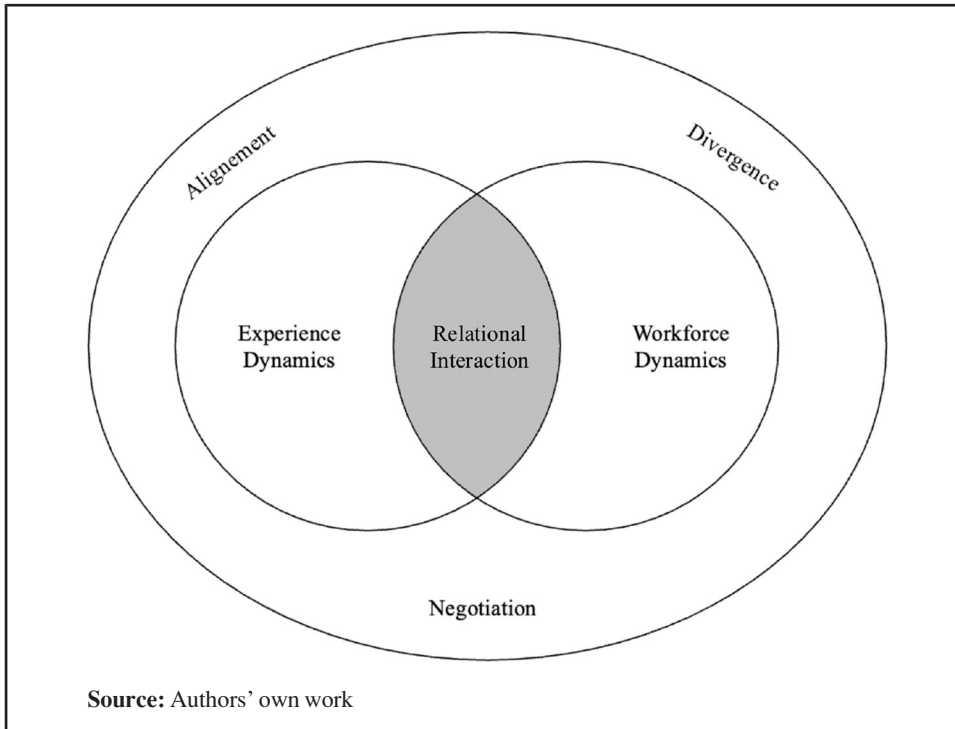 Alignement
Divergence
Experience
Dynamics
Relational
Interaction
Workforce
Dynamics
Negotiation
Source: Authors' own work